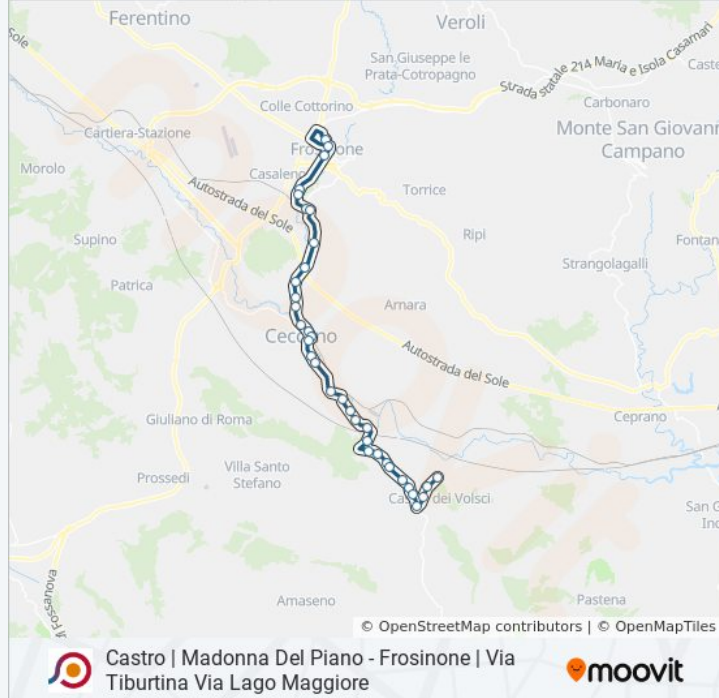 Ferentino
Veroli
Sole
San Giuseppe le
Prata-Cotropagno
Strada statale 214 Maria e Isola Casamari
Colle Cottorino
Carbonaro
Cartiera-Stazione
Monte San Giovanni
Campano
Morolo
Casaleno
Torrice
Autostrada del Sole
Supino
Ripi
Strangolagalli
Patrica
Arnara
Autostrada del Sole
Ceprano
Giuliano di Roma
Villa Santo
Stefano
Prossedi
dei Volsci
Amaseno
Pastena
© OpenStreetMap contributors | © OpenMapTiles
Castro | Madonna Del Piano - Frosinone | Via
Tiburtina Via Lago Maggiore
moovit